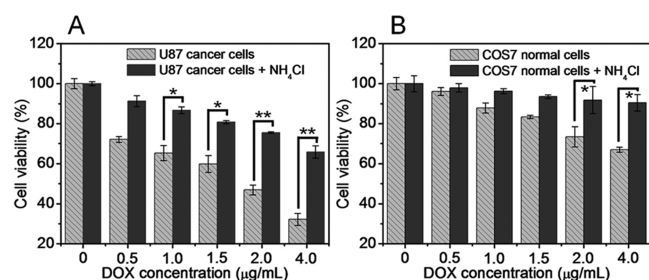 A
U87 cancer cells
U87 cancer cells + NH₄Cl
Cell viability (%)
120
100
80
60
40
20
* * ** **
0 0.5 1.0 1.5 2.0 4.0
DOX concentration (μg/mL)
B
COS7 normal cells
COS7 normal cells + NH₄Cl
Cell viability (%)
120
100
80
60
40
20
* *
0 0.5 1.0 1.5 2.0 4.0
DOX concentration (μg/mL)